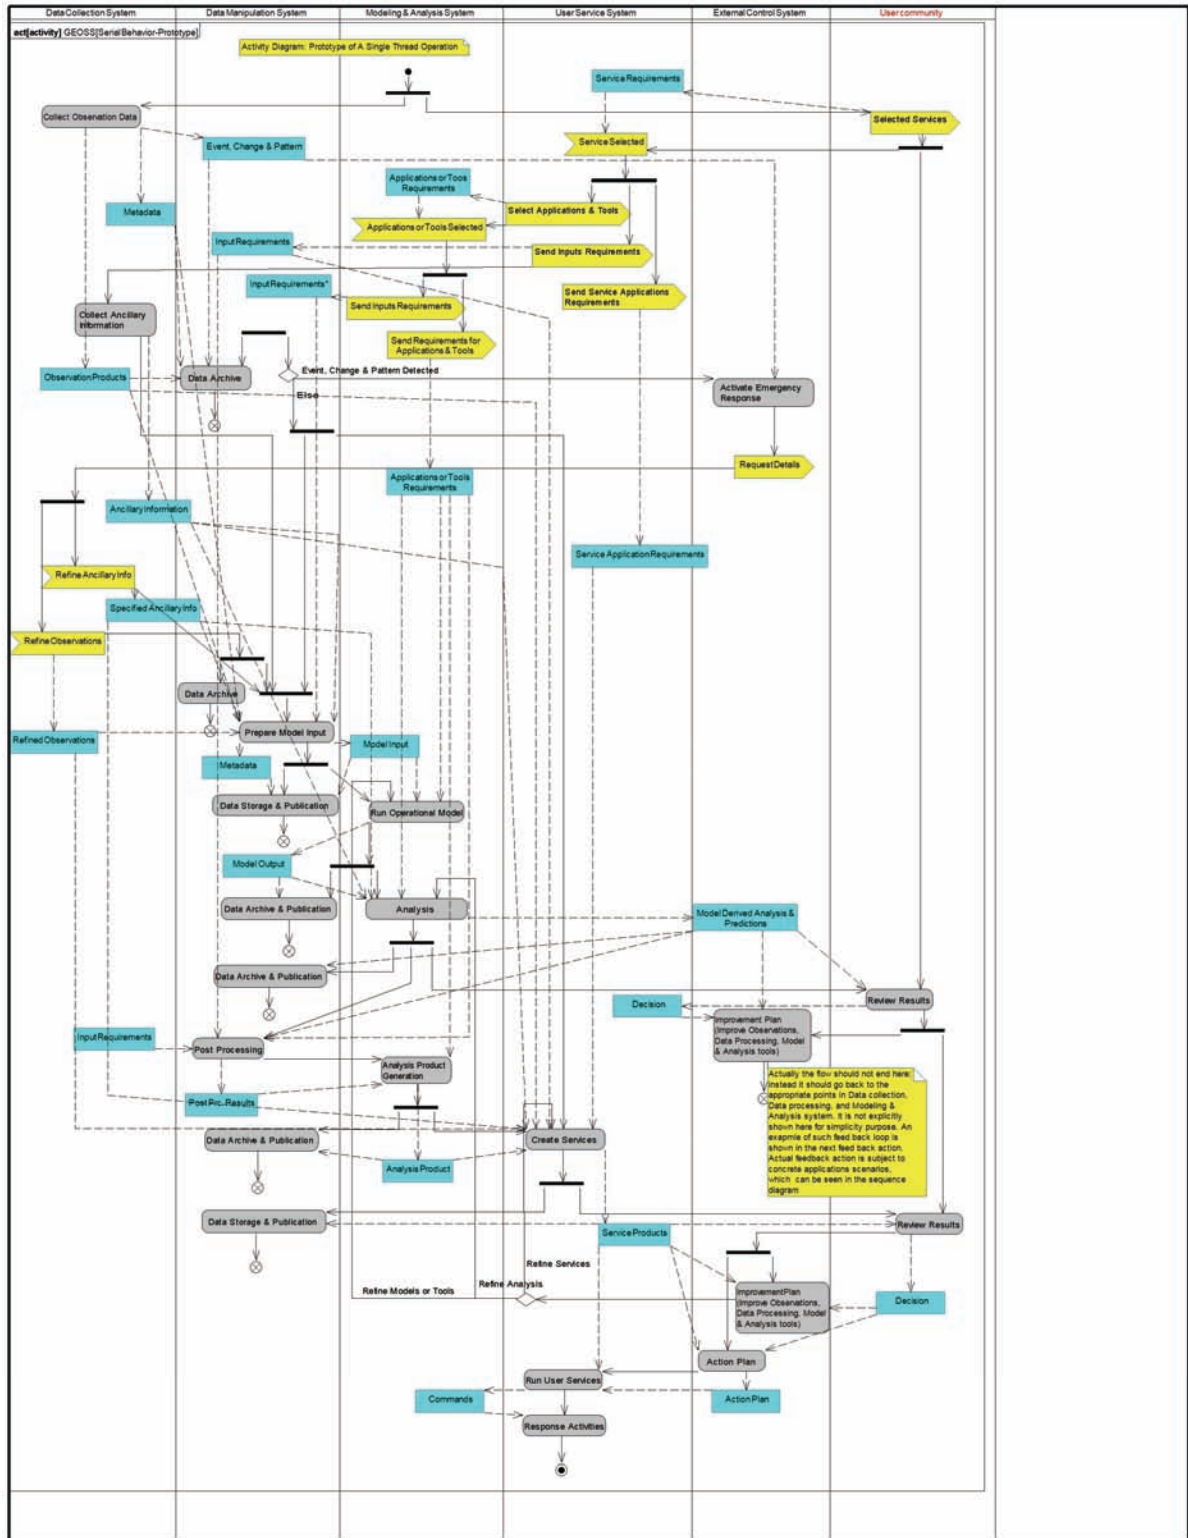 Data Collection System
Data Manipulation System
Modeling & Analysis System
User Service System
External Control System
User community
act[activity] GEOSS[Serial Behavior-Prototype]
Activity Diagram: Prototype of A Single Thread Operation
Service Requirements
Collect Observation Data
Selected Services
Event, Change & Pattern
Service Selected
Applications or Toos
Requirements
Metadata
Select Applications & Tools
Applications or Tools Selected
Input Requirements
Send Inputs Requirements
Input Requirements*
Send Service Applications
Requirements
Collect Ancillary
Information
Send Inputs Requirements
Send Requirements for
Applications & Tools
Observation Products
Data Archive
Event, Change & Pattern Detected
Activate Emergency
Response
Else
Request Details
Applications or Tools
Requirements
Ancillary Information
Service Application Requirements
Refine Ancillary Info
Specified Ancillary Info
Refine Observations
Data Archive
Refined Observations
Prepare Model Input
Model Input
Metadata
Data Storage & Publication
Run Operational Model
Model Output
Data Archive & Publication
Analysis
Model Derived Analysis &
Predictions
Data Archive & Publication
Review Results
Decision
Improvement Plan
(Improve Observations,
Data Processing, Model
& Analysis tools)
Input Requirements
Post Processing
Analysis Product
Generation
Actually the flow should not end here:
Instead it should go back to the
appropriate points in Data collection,
Data processing, and Modeling &
Analysis system. It is not explicitly
shown here for simplicity purpose. An
exapmle of such feed back loop is
shown in the next feed back action.
Actual feedback action is subject to
concrete applications scenarios,
which can be seen in the sequence
diagram
Post Prc. Results
Data Archive & Publication
Create Services
Analysis Product
Data Storage & Publication
Review Results
Service Products
Refine Services
Refine Analysis
Refine Models or Tools
Improvement Plan
(Improve Observations,
Data Processing, Model
& Analysis tools)
Decision
Action Plan
Run User Services
Commands
Action Plan
Response Activities